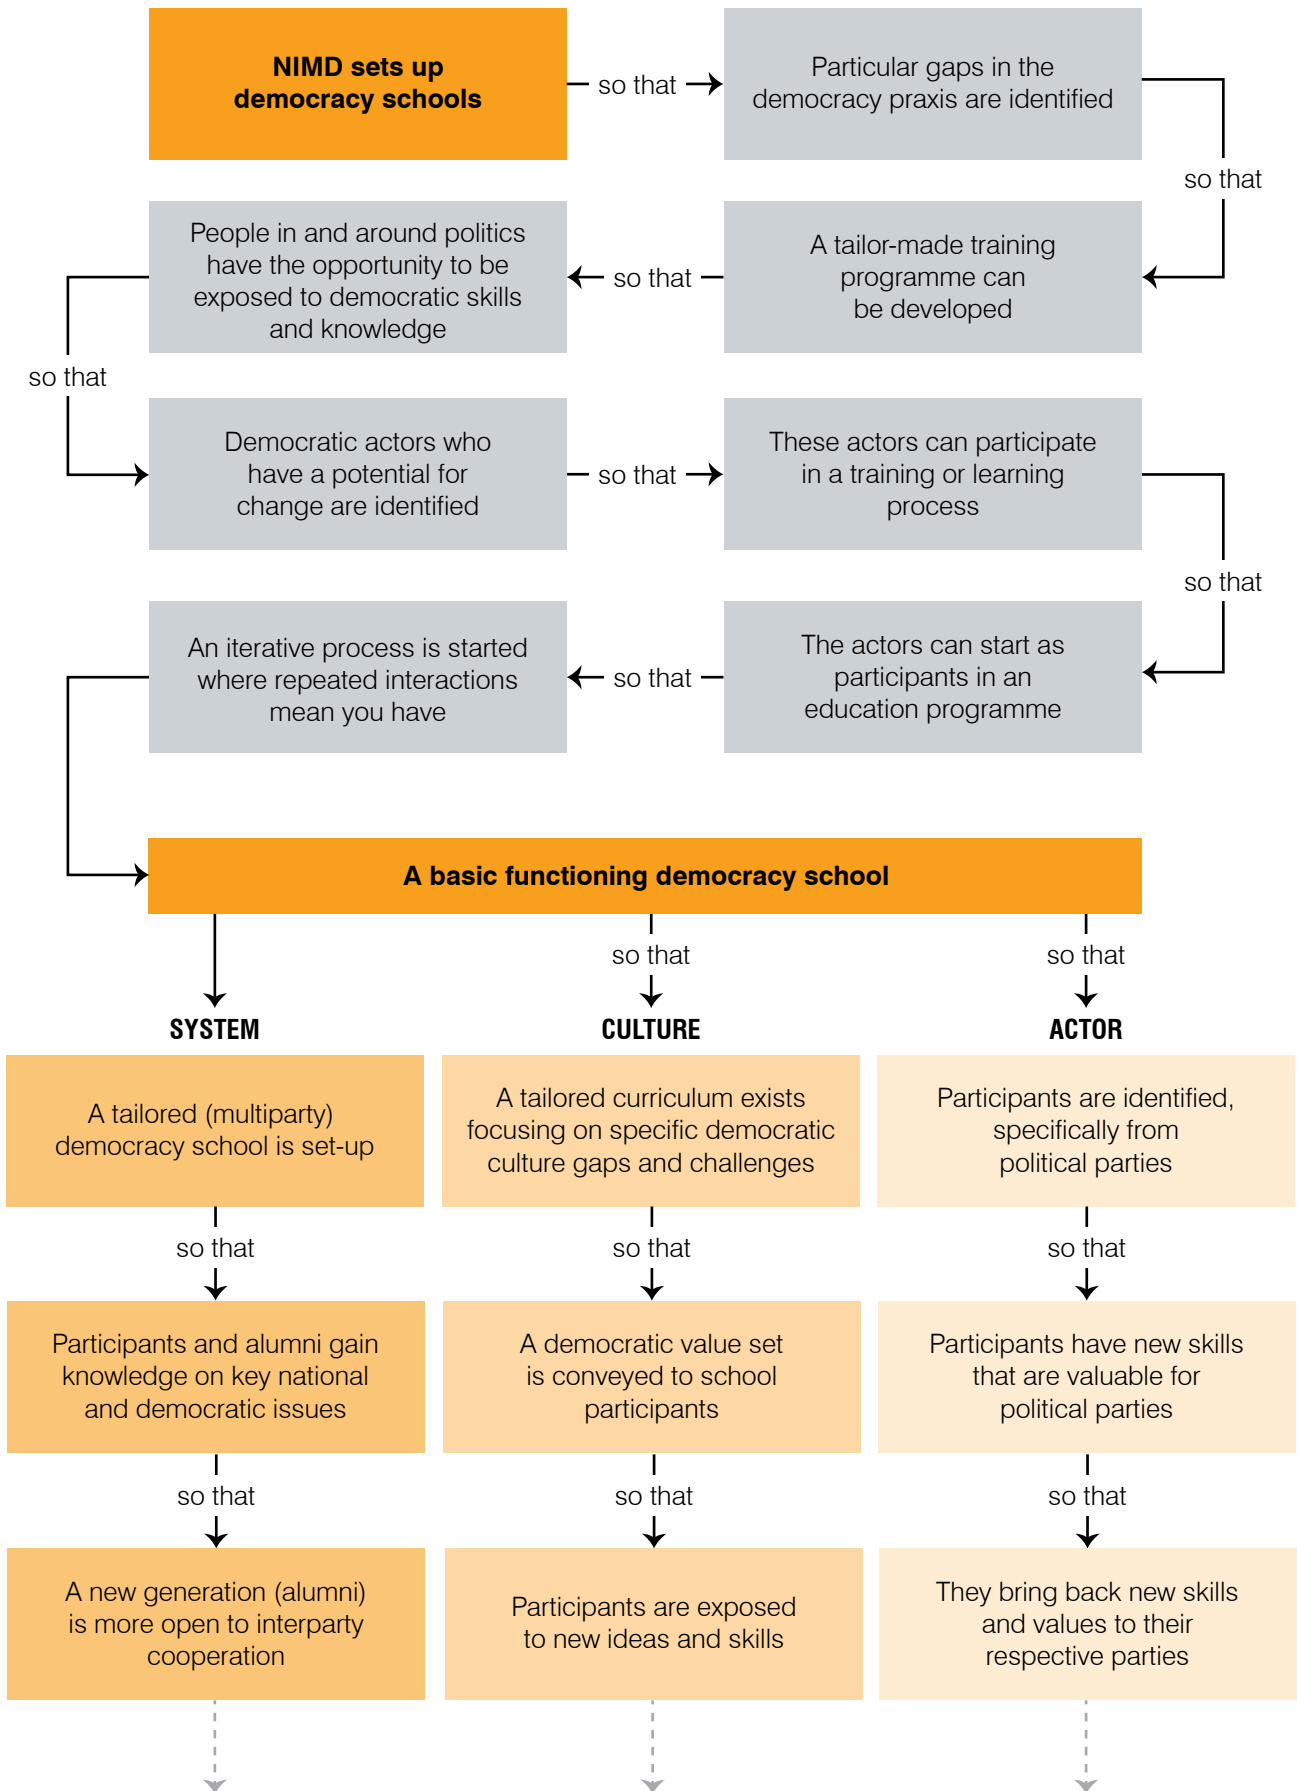 NIMD sets up
democracy schools
so that
Particular gaps in the
democracy praxis are identified
so that
A tailor-made training
programme can
be developed
so that
People in and around politics
have the opportunity to be
exposed to democratic skills
and knowledge
so that
Democratic actors who
have a potential for
change are identified
so that
These actors can participate
in a training or learning
process
so that
The actors can start as
participants in an
education programme
so that
An iterative process is started
where repeated interactions
mean you have
A basic functioning democracy school
so that
so that
SYSTEM
A tailored (multiparty)
democracy school is set-up
so that
Participants and alumni gain
knowledge on key national
and democratic issues
so that
A new generation (alumni)
is more open to interparty
cooperation
CULTURE
A tailored curriculum exists
focusing on specific democratic
culture gaps and challenges
so that
A democratic value set
is conveyed to school
participants
so that
Participants are exposed
to new ideas and skills
ACTOR
Participants are identified,
specifically from
political parties
so that
Participants have new skills
that are valuable for
political parties
so that
They bring back new skills
and values to their
respective parties